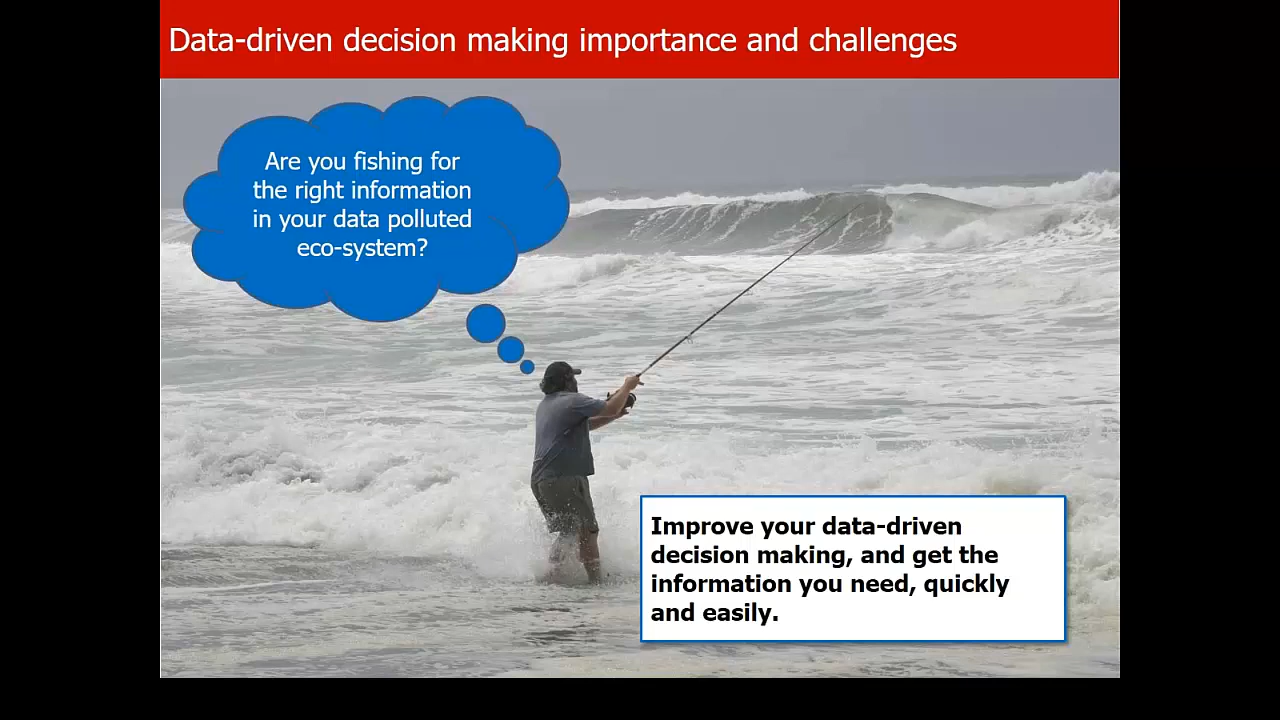 Data-driven decision making importance and challenges
Are you fishing for
the right information
in your data polluted
eco-system?
Improve your data-driven
decision making, and get the
information you need, quickly
and easily.